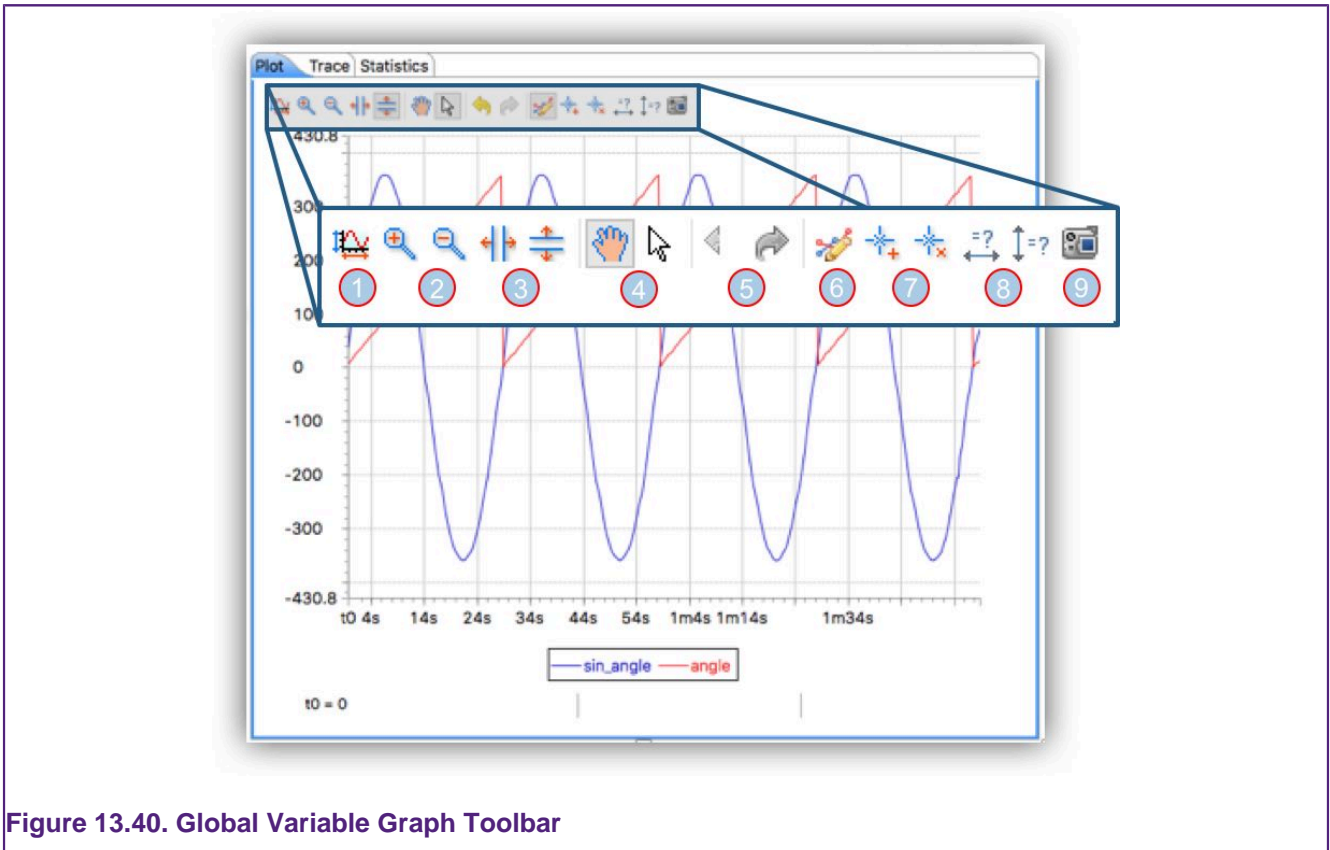 Plot Trace Statistics
=? =?
430.8
300
=? =?
200
1 2 3 4 5 6 7 8 9
100
0
-100
-200
-300
-430.8
t0 4s 14s 24s 34s 44s 54s 1m4s 1m14s 1m34s
sin_angle angle
t0 = 0
Figure 13.40. Global Variable Graph Toolbar